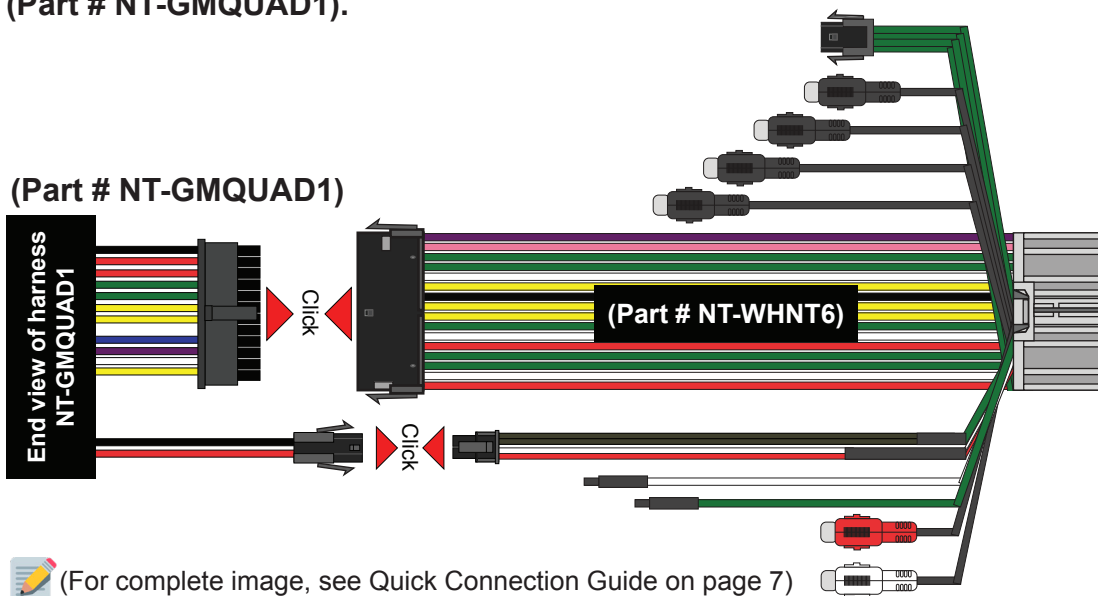 (Part # NT-GMQUAD1).
(Part # NT-GMQUAD1)
End view of harness
NT-GMQUAD1
Click
(Part # NT-WHNT6)
Click
(For complete image, see Quick Connection Guide on page 7)